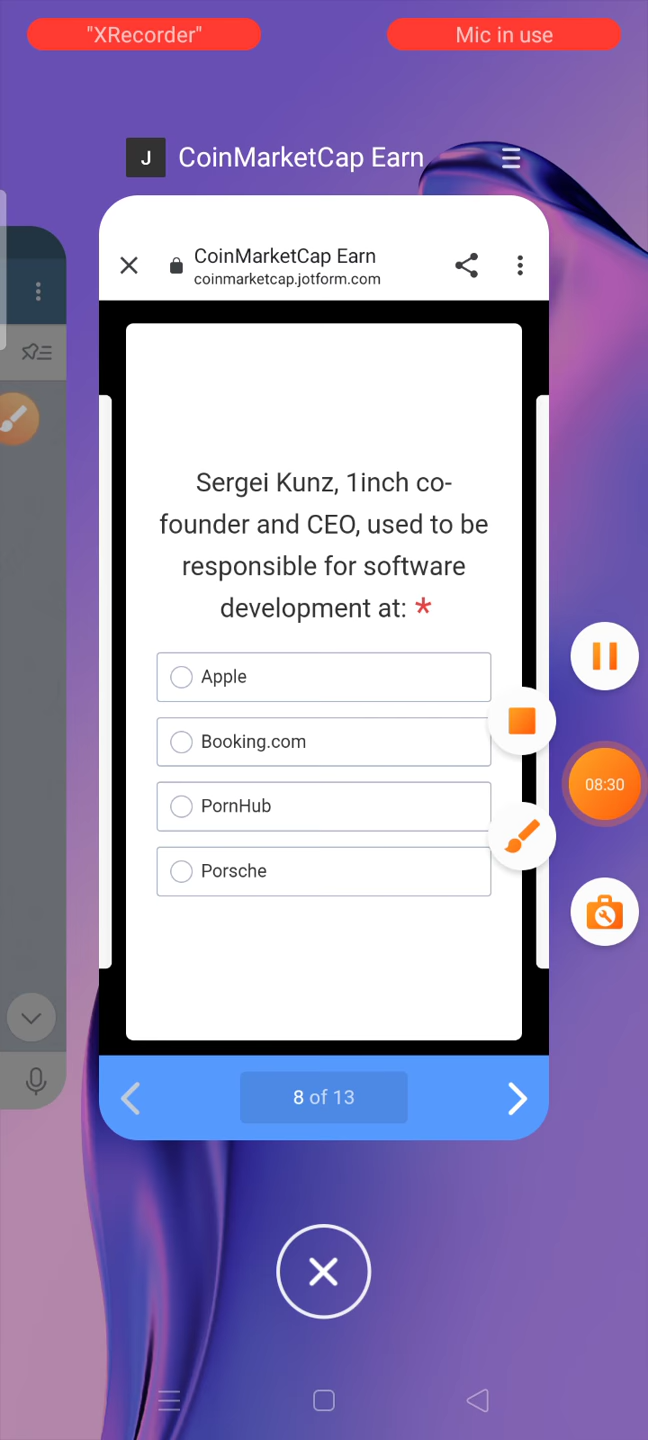 "XRecorder"
Mic in use
J CoinMarketCap Earn
CoinMarketCap Earn
coinmarketcap.jotform.com
Sergei Kunz, 1inch co-
founder and CEO, used to be
responsible for software
development at: *
Apple
Booking.com
PornHub
Porsche
08:30
8 of 13